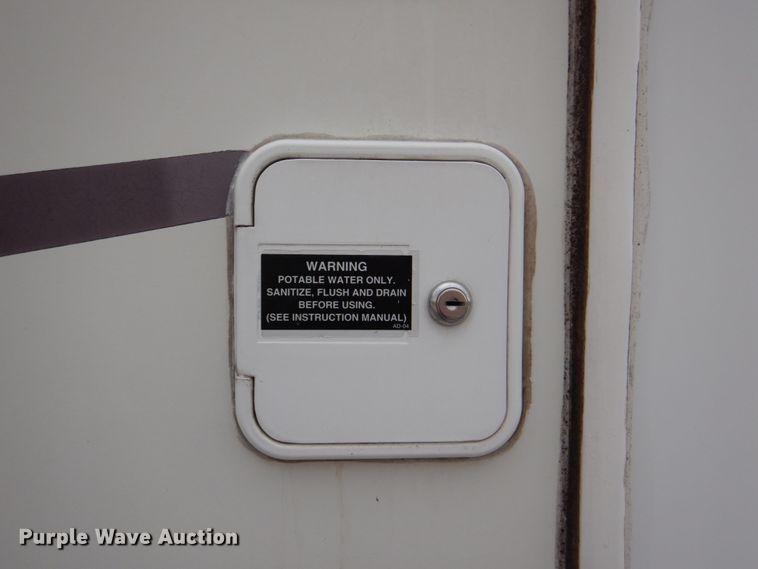 WARNING
POTABLE WATER ONLY.
SANITIZE, FLUSH AND DRAIN
BEFORE USING.
(SEE INSTRUCTION MANUAL)
AD-04
Purple Wave Auction